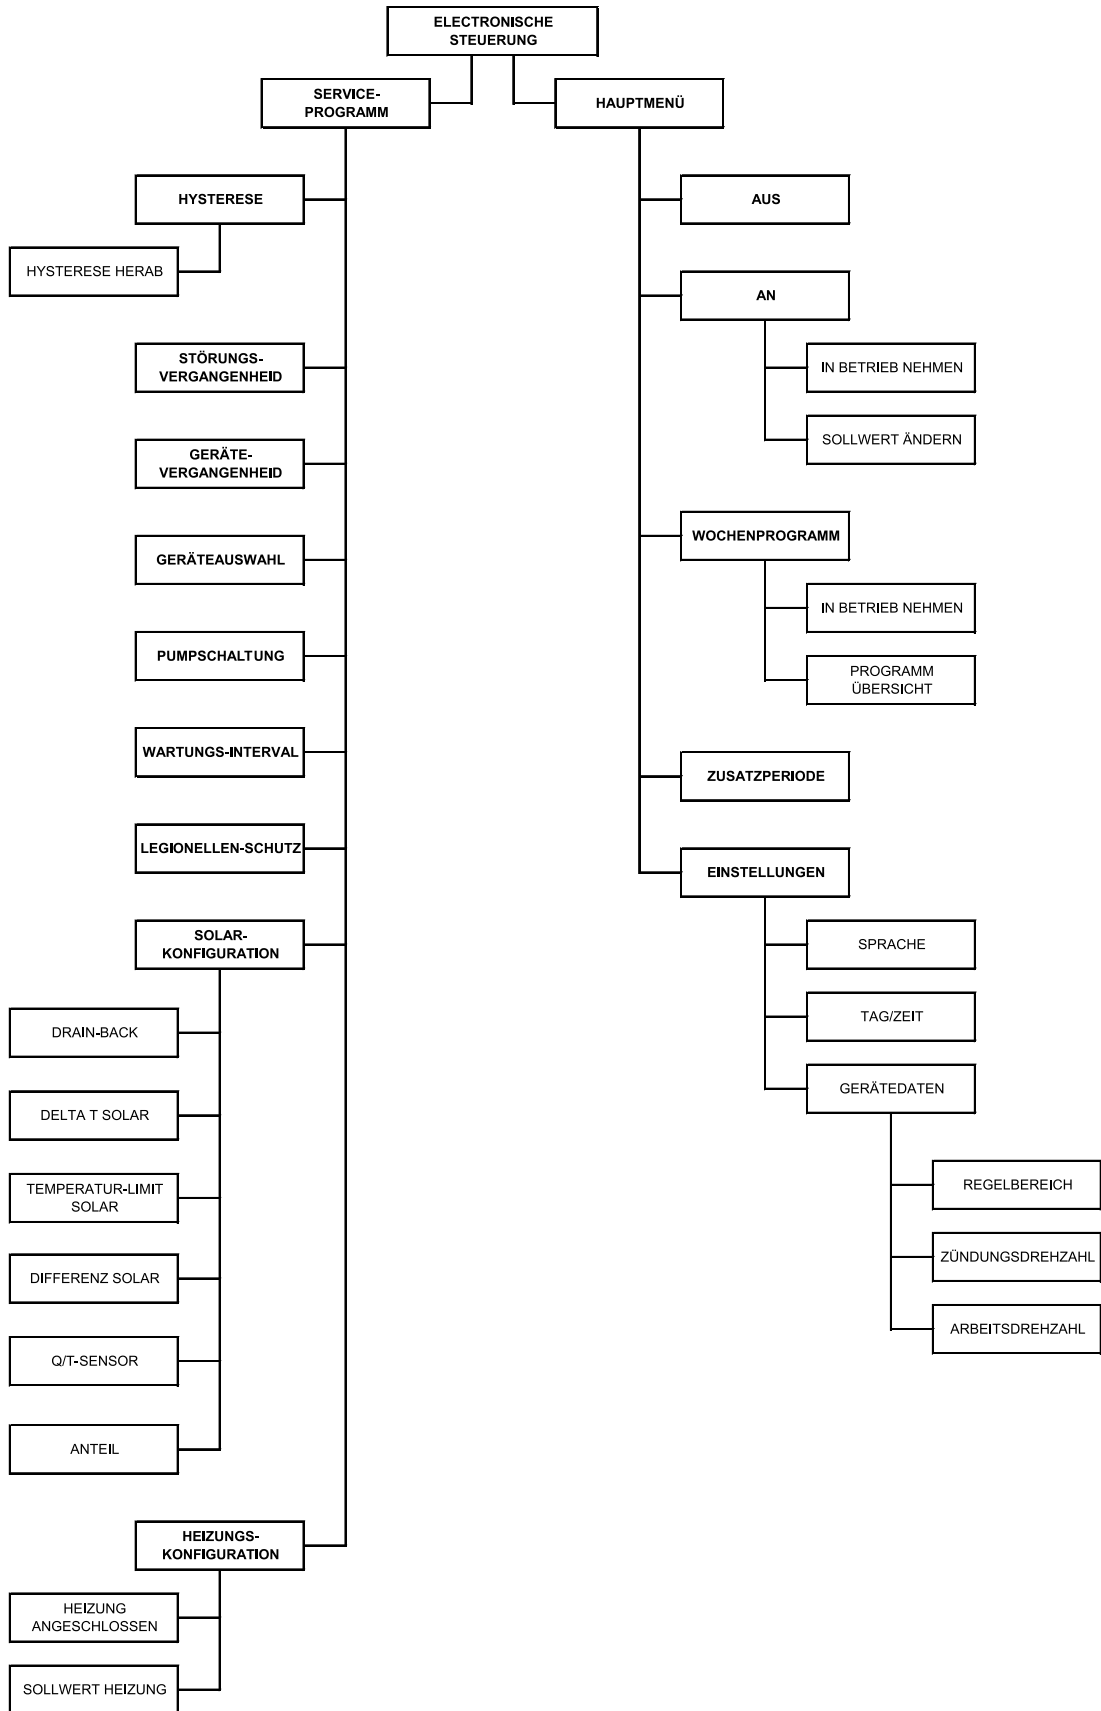 ELECTRONISCHE
STEUERUNG
SERVICE-
PROGRAMM
HYSTERESE
HYSTERESE HERAB
STÖRUNGS-
VERGANGENHEID
GERÄTE-
VERGANGENHEID
GERÄTEAUSWAHL
PUMPSCHALTUNG
WARTUNGS-INTERVAL
LEGIONELLEN-SCHUTZ
SOLAR-
KONFIGURATION
DRAIN-BACK
DELTA T SOLAR
TEMPERATUR-LIMIT
SOLAR
DIFFERENZ SOLAR
Q/T-SENSOR
ANTEIL
HEIZUNGS-
KONFIGURATION
HEIZUNG
ANGESCHLOSSEN
SOLLWERT HEIZUNG
HAUPTMENÜ
AUS
AN
IN BETRIEB NEHMEN
SOLLWERT ÄNDERN
WOCHENPROGRAMM
IN BETRIEB NEHMEN
PROGRAMM
ÜBERSICHT
ZUSATZPERIODE
EINSTELLUNGEN
SPRACHE
TAG/ZEIT
GERÄTEDATEN
REGELBEREICH
ZÜNDUNGSDREHZAHL
ARBEITSDREHZAHL